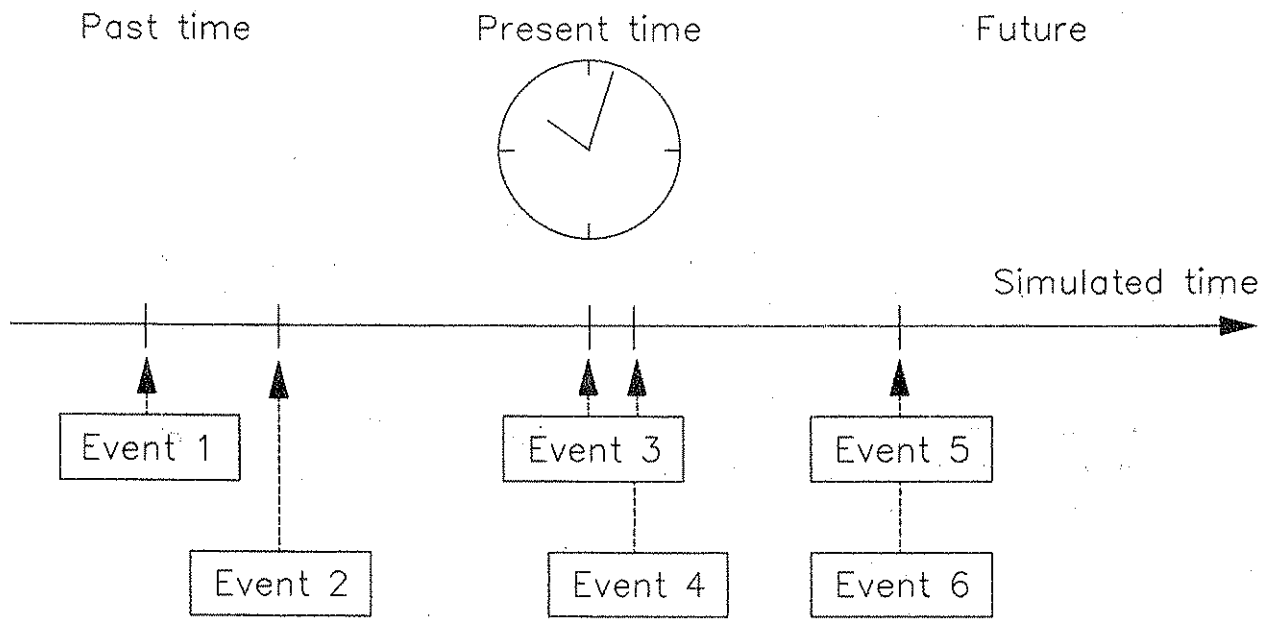 Past time
Present time
Future
Simulated time
Event 1
Event 3
Event 5
Event 2
Event 4
Event 6